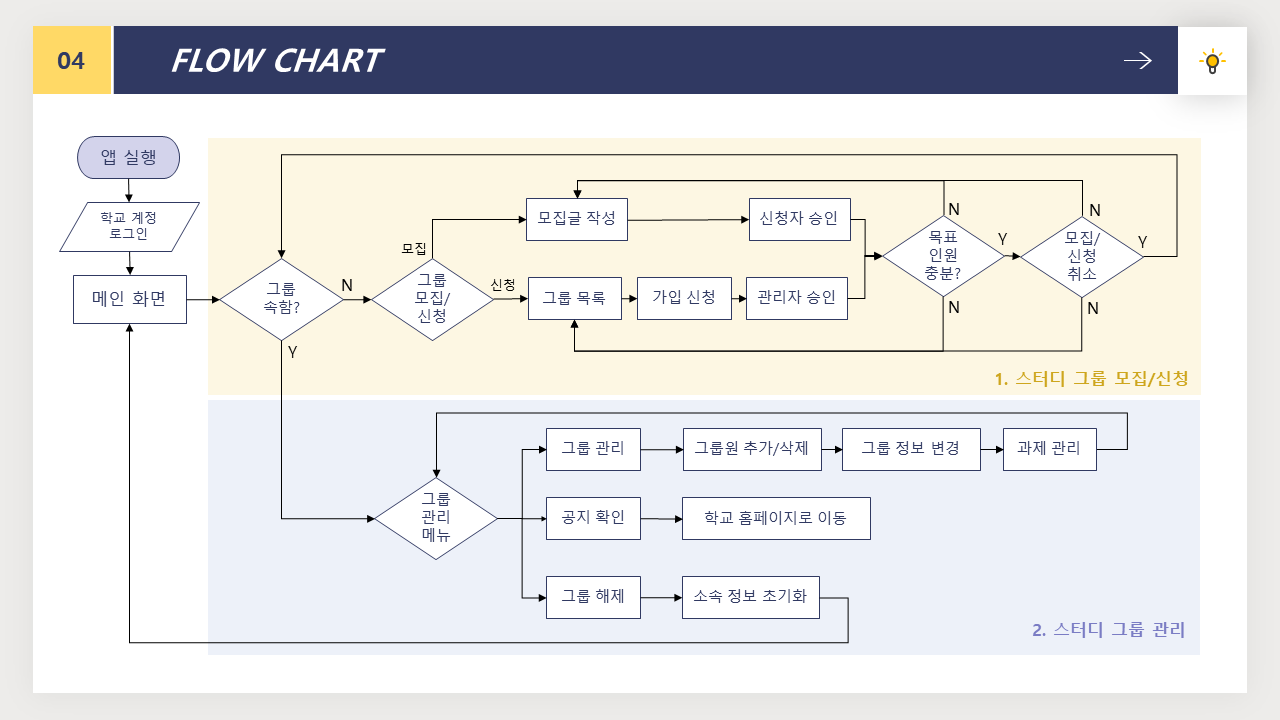 04
FLOW CHART
앱 실행
학교 계정
로그인
메인 화면
그룹
속함?
N
Y
그룹
모집/
신청
모집
신청
모집글 작성
신청자 승인
그룹 목록
가입 신청
관리자 승인
목표
인원
충분?
N
Y
N
모집/
신청
취소
N
Y
N
1. 스터디 그룹 모집/신청
그룹
관리
메뉴
그룹 관리
그룹원 추가/삭제
그룹 정보 변경
과제 관리
공지 확인
학교 홈페이지로 이동
그룹 해제
소속 정보 초기화
2. 스터디 그룹 관리